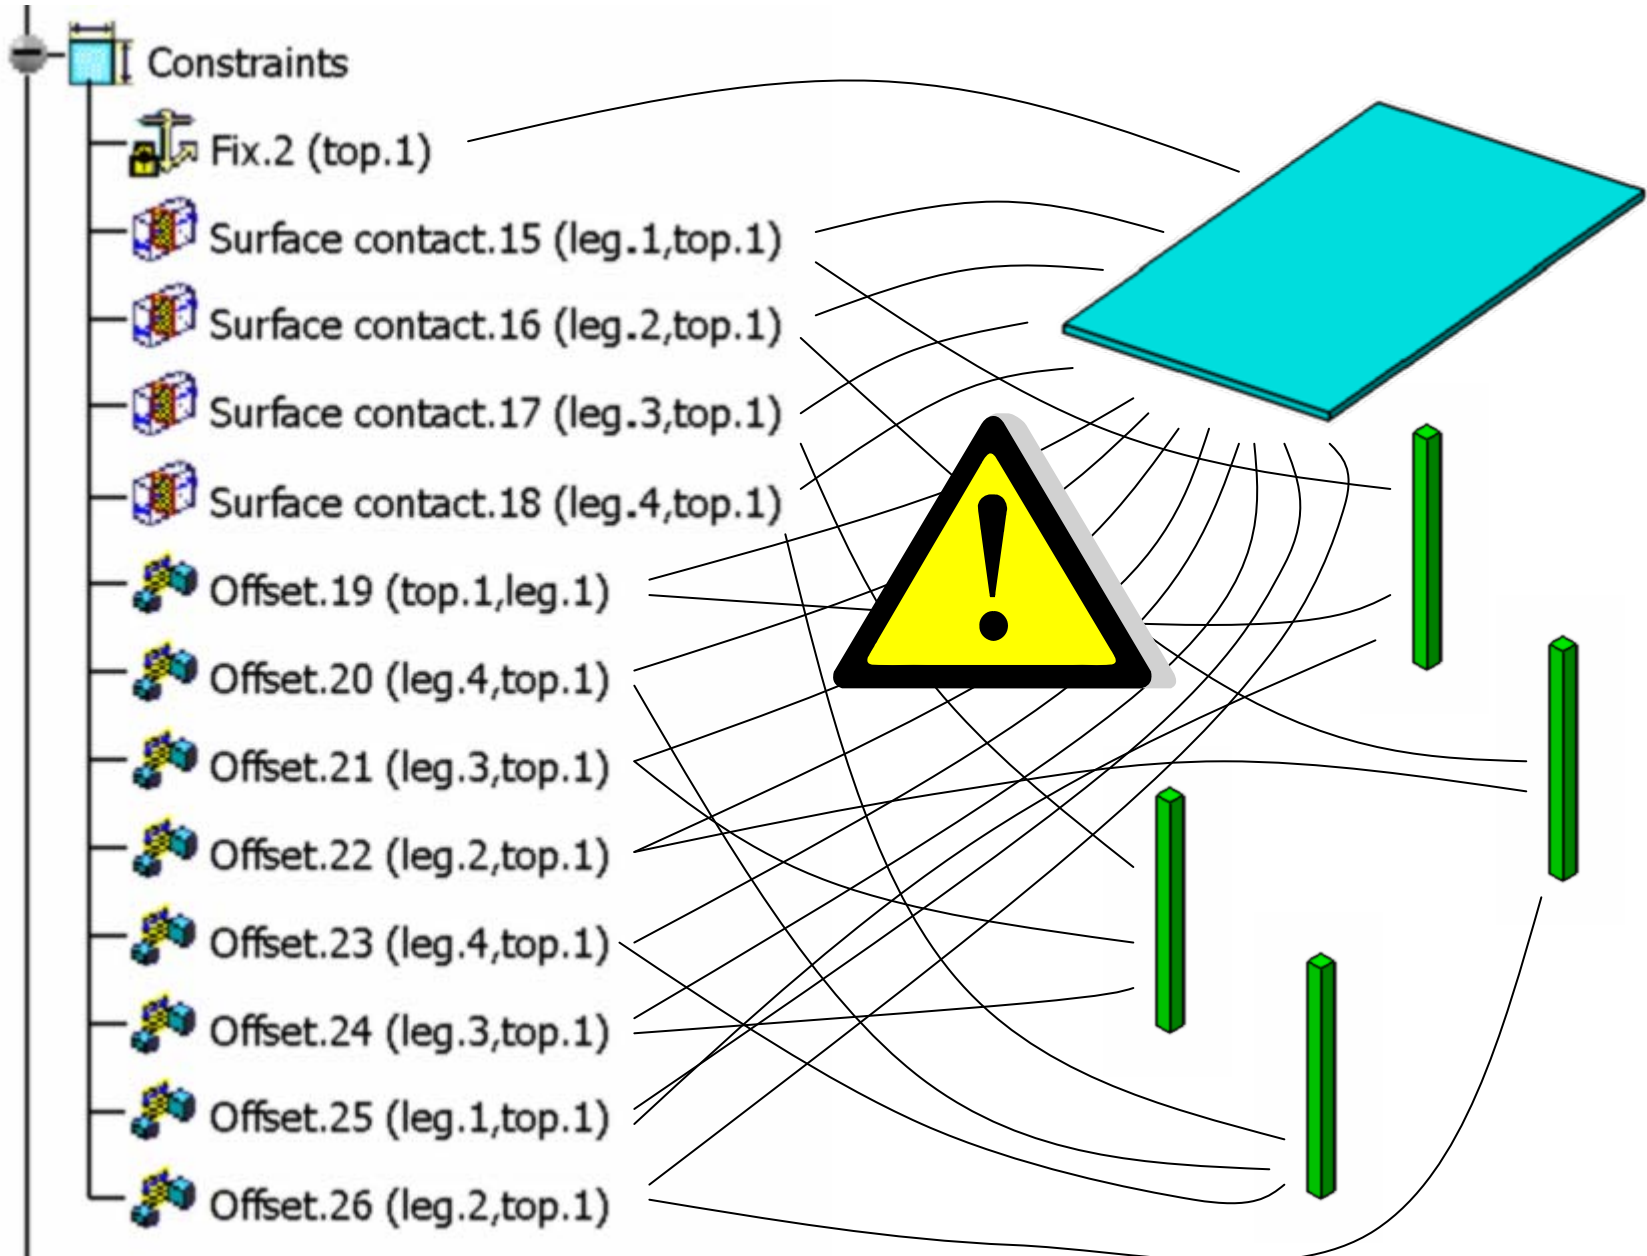 Constraints
Fix.2 (top.1)
Surface contact.15 (leg.1,top.1)
Surface contact.16 (leg.2,top.1)
Surface contact.17 (leg.3,top.1)
Surface contact.18 (leg.4,top.1)
Offset.19 (top.1,leg.1)
Offset.20 (leg.4,top.1)
Offset.21 (leg.3,top.1)
Offset.22 (leg.2,top.1)
Offset.23 (leg.4,top.1)
Offset.24 (leg.3,top.1)
Offset.25 (leg.1,top.1)
Offset.26 (leg.2,top.1)
!